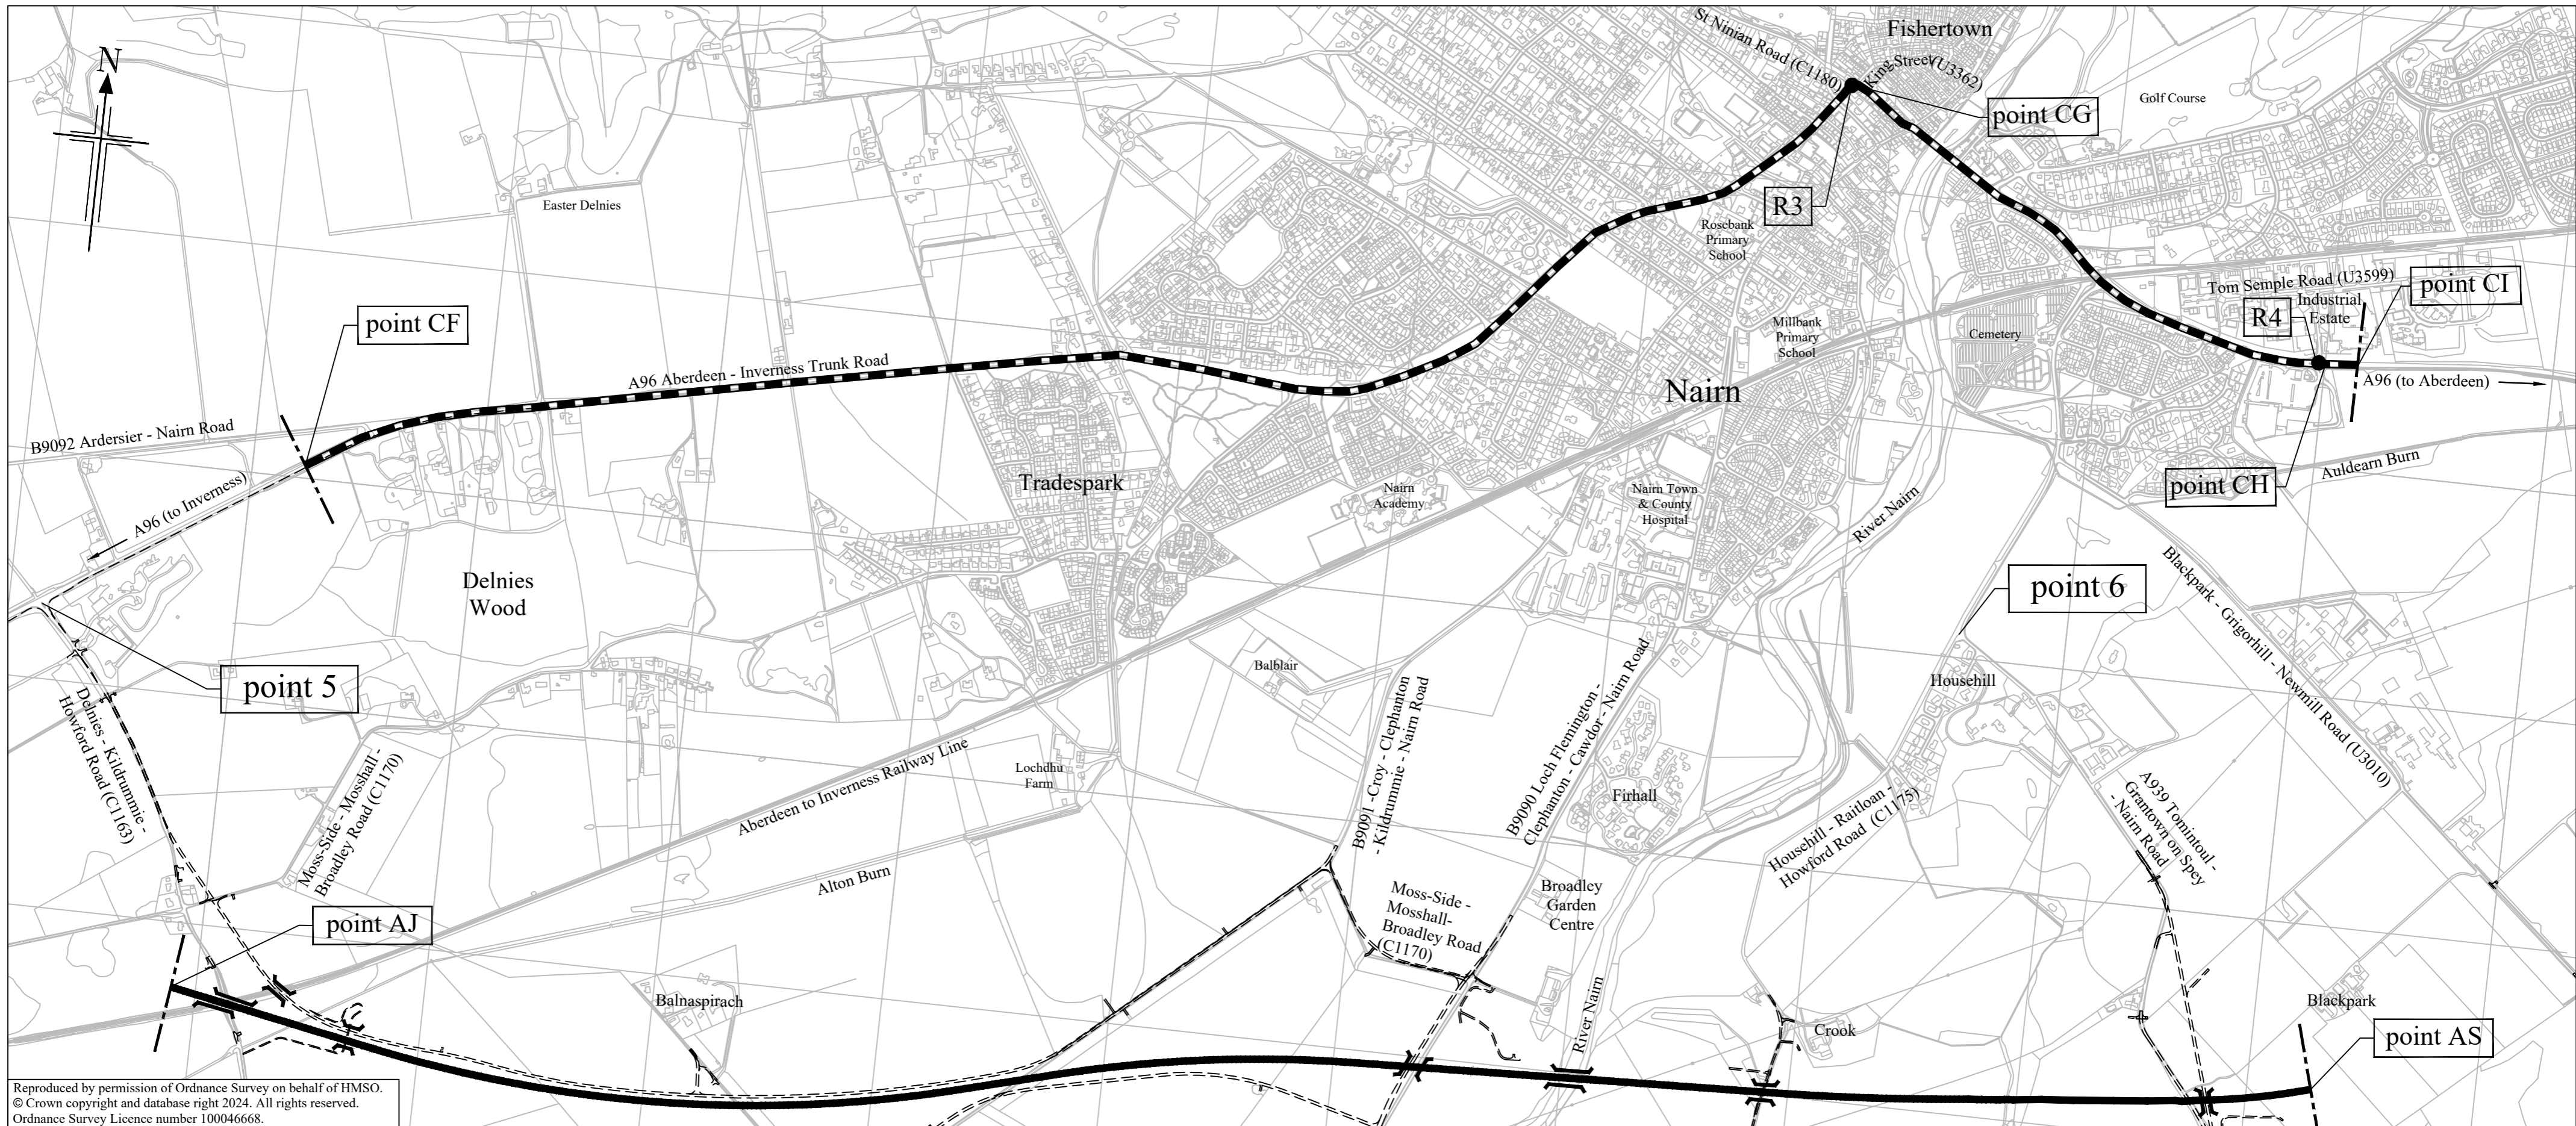 N
St Ninian Road (C1180)
Fishertown
King Street (U3362)
Golf Course
point CG
R3
Easter Delnies
Rosebank
Primary
School
Tom Semple Road (U3599)
point CI
R4
Industrial
Estate
point CF
Millbank
Primary
School
Cemetery
A96 Aberdeen - Inverness Trunk Road
A96 (to Aberdeen)
Nairn
B9092 Ardersier - Nairn Road
A96 (to Inverness)
Tradespark
Nairn
Academy
Nairn Town
& County
Hospital
River Nairn
point CH
Auldearn Burn
Delnies
Wood
point 6
Blackpark - Grigorhill - Newmill Road (U3010)
point 5
Balblair
Househill
Delnies - Kildrummie -
Howford Road (C1163)
Moss-Side - Mosshall -
Broadley Road (C1170)
Aberdeen to Inverness Railway Line
Lochdhu
Farm
B9091 -Croy - Clephanton
- Kildrummie - Nairn Road
B9090 Loch Flemington -
Clephanton - Cawdor - Nairn Road
Firhall
Househill - Raitloan -
Howford Road (C1175)
A939 Tomintoul -
Grantown on Spey
- Nairn Road
Alton Burn
Moss-Side -
Mosshall-
Broadley Road
(C1170)
Broadley
Garden
Centre
point AJ
Balnaspirach
River Nairn
Crook
Blackpark
point AS
Reproduced by permission of Ordnance Survey on behalf of HMSO.
© Crown copyright and database right 2024. All rights reserved.
Ordnance Survey Licence number 100046668.